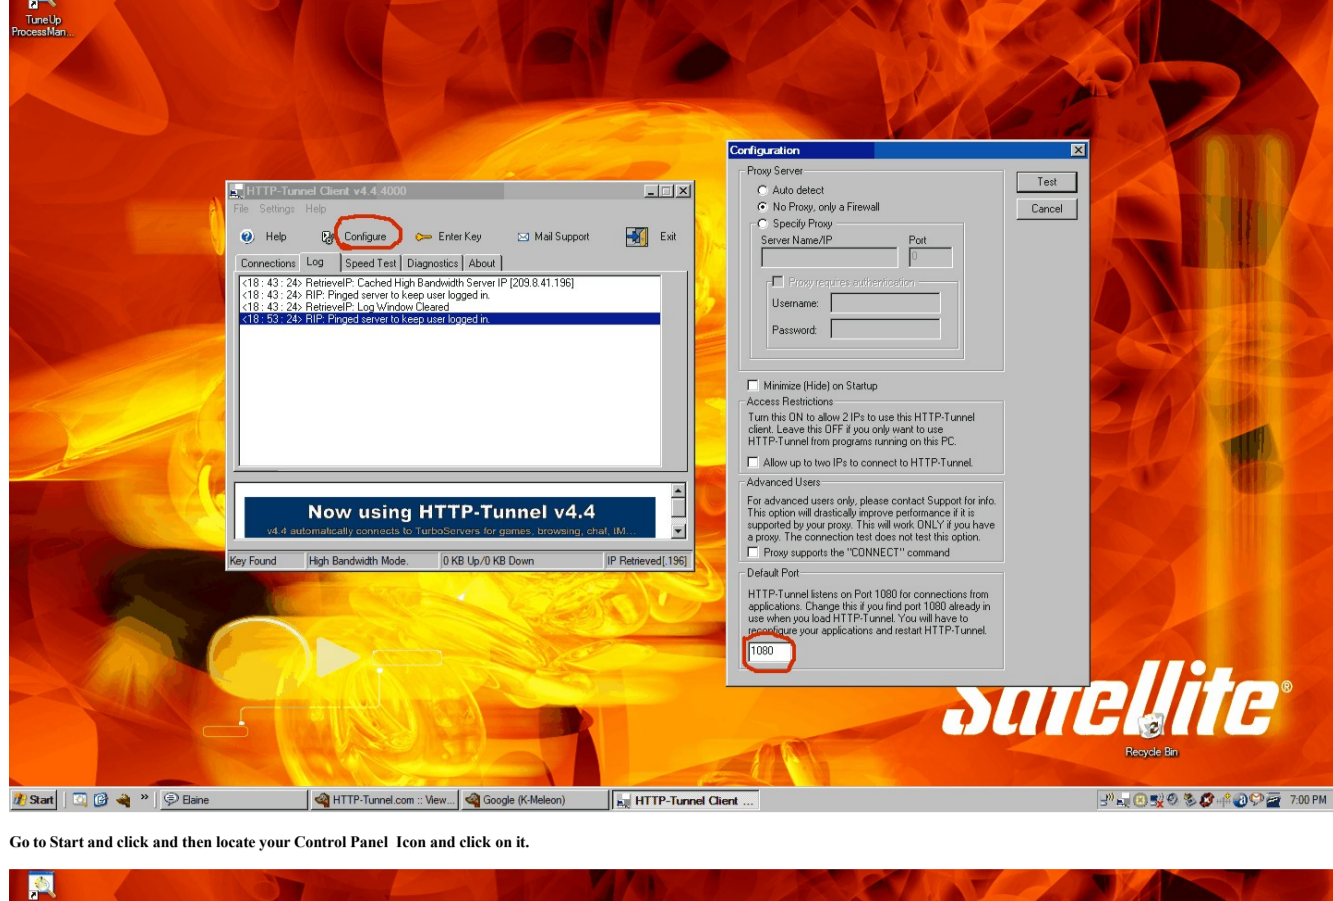 TuneUp
ProcessMan...
HTTP-Tunnel Client v4.4.4000
File Settings Help
Help Configure Enter Key Mail Support Exit
Connections Log Speed Test Diagnostics About
<18 : 43 : 24> RetrieveIP: Cached High Bandwidth Server IP [209.8.41.196]
<18 : 43 : 24> RIP: Pinged server to keep user logged in.
<18 : 43 : 24> RetrieveIP: Log Window Cleared
<18 : 53 : 24> RIP: Pinged server to keep user logged in.
Now using HTTP-Tunnel v4.4
v4.4 automatically connects to TurboServers for games, browsing, chat, IM...
Key Found High Bandwidth Mode. 0 KB Up/0 KB Down IP Retrieved[.196]
Configuration
Proxy Server
Auto detect
No Proxy, only a Firewall
Specify Proxy
Server Name/IP Port
0
Proxy requires authentication
Username:
Password:
Test
Cancel
Minimize (Hide) on Startup
Access Restrictions
Turn this ON to allow 2 IPs to use this HTTP-Tunnel
client. Leave this OFF if you only want to use
HTTP-Tunnel from programs running on this PC.
Allow up to two IPs to connect to HTTP-Tunnel.
Advanced Users
For advanced users only, please contact Support for info.
This option will drastically improve performance if it is
supported by your proxy. This will work ONLY if you have
a proxy. The connection test does not test this option.
Proxy supports the "CONNECT" command
Default Port
HTTP-Tunnel listens on Port 1080 for connections from
applications. Change this if you find port 1080 already in
use when you load HTTP-Tunnel. You will have to
reconfigure your applications and restart HTTP-Tunnel.
1080
Satellite®
Recycle Bin
Start » Elaine HTTP-Tunnel.com :: View... Google (K-Meleon) HTTP-Tunnel Client ... 7:00 PM
Go to Start and click and then locate your Control Panel Icon and click on it.